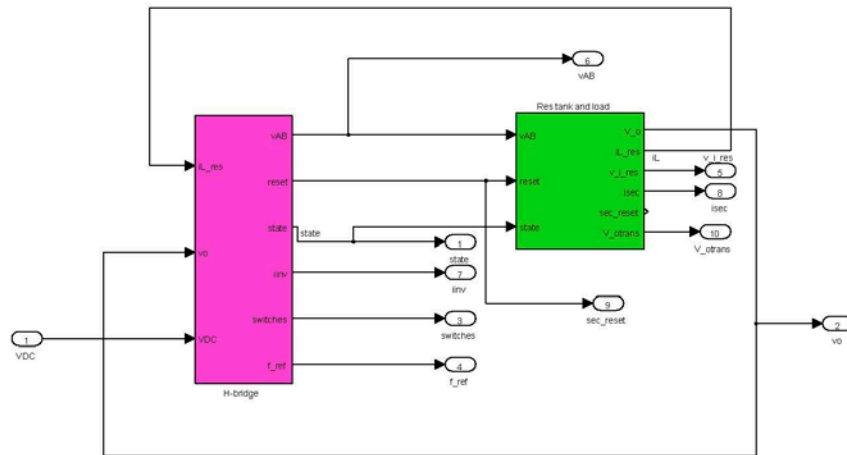 6
vAB
Res tank and load
vAB
V_o
vAB
iL_res
iL
v_i_res
iL_res
v_i_res
5
reset
reset
isec
8
isec
sec_reset
state
state
state
V_otrans
10
V_otrans
1
state
vo
iinv
7
iinv
9
sec_reset
switches
3
switches
1
VDC
VDC
2
vo
f_ref
4
f_ref
H-bridge